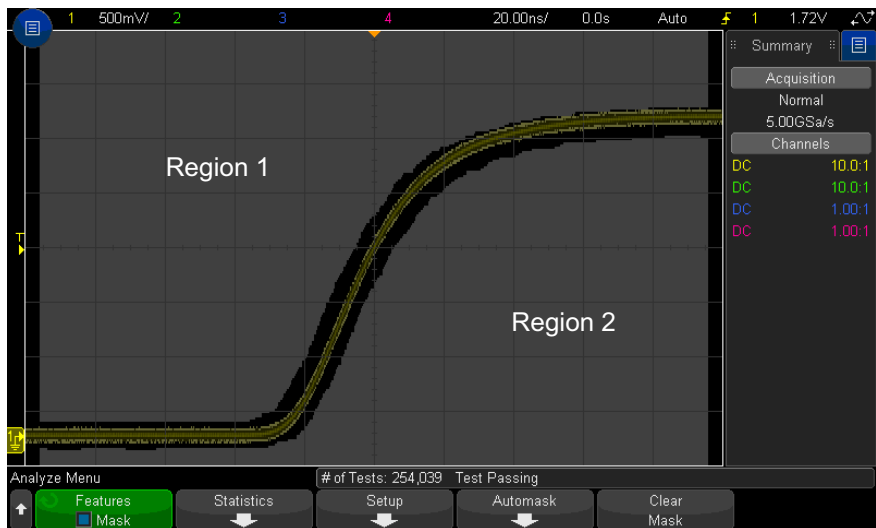 1 500mV/ 2 3 4 20.00ns/ 0.0s Auto 1 1.72V
Summary
Acquisition
Normal
5.00GSa/s
Channels
DC 10.0:1
DC 10.0:1
DC 1.00:1
DC 1.00:1
Region 1
T
Region 2
1
Analyze Menu
# of Tests: 254,039 Test Passing
Features
Mask
Statistics
Setup
Automask
Clear
Mask